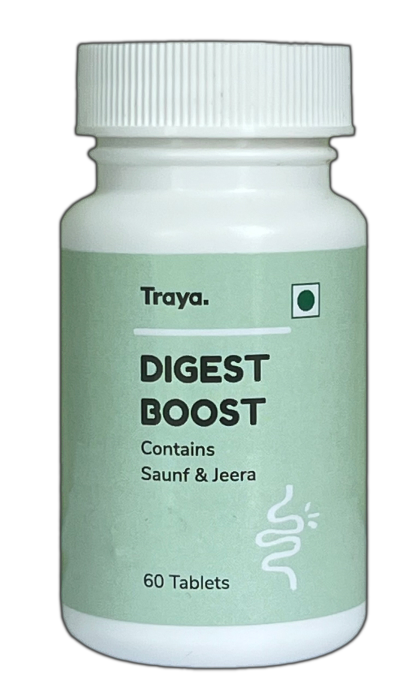 Traya.
DIGEST
BOOST
Contains
Saunf & Jeera
60 Tablets